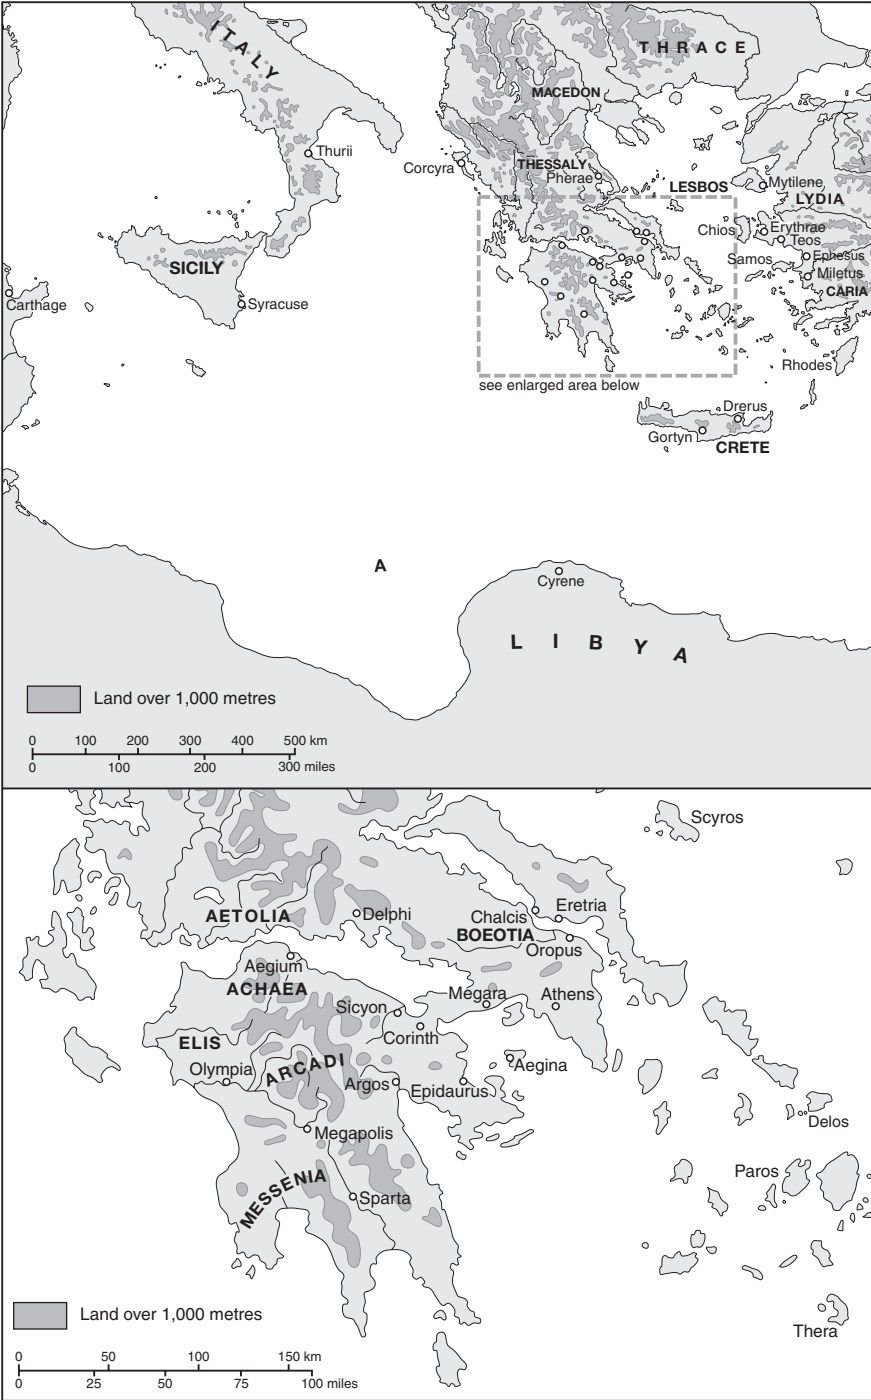 ITALY
THRACE
MACEDON
Thurii
Corcyra
THESSALY
Pherae
LESBOS
Mytilene
LYDIA
Chios
Erythrae
Teos
Samos
Ephesus
Miletus
CARIA
SICILY
Carthage
Syracuse
Rhodes
see enlarged area below
Drerus
Gortyn
CRETE
A
Cyrene
LIBYA
Land over 1,000 metres
0 100 200 300 400 500 km
0 100 200 300 miles
Scyros
AETOLIA
Delphi
Chalcis
Eretria
BOEOTIA
Oropus
Aegium
ACHAEA
Megara
Athens
Sicyon
Corinth
ELIS
Olympia
ARCADI
Argos
Aegina
Epidaurus
Delos
Megapolis
Paros
MESSENIA
Sparta
Land over 1,000 metres
Thera
0 50 100 150 km
0 25 50 75 100 miles